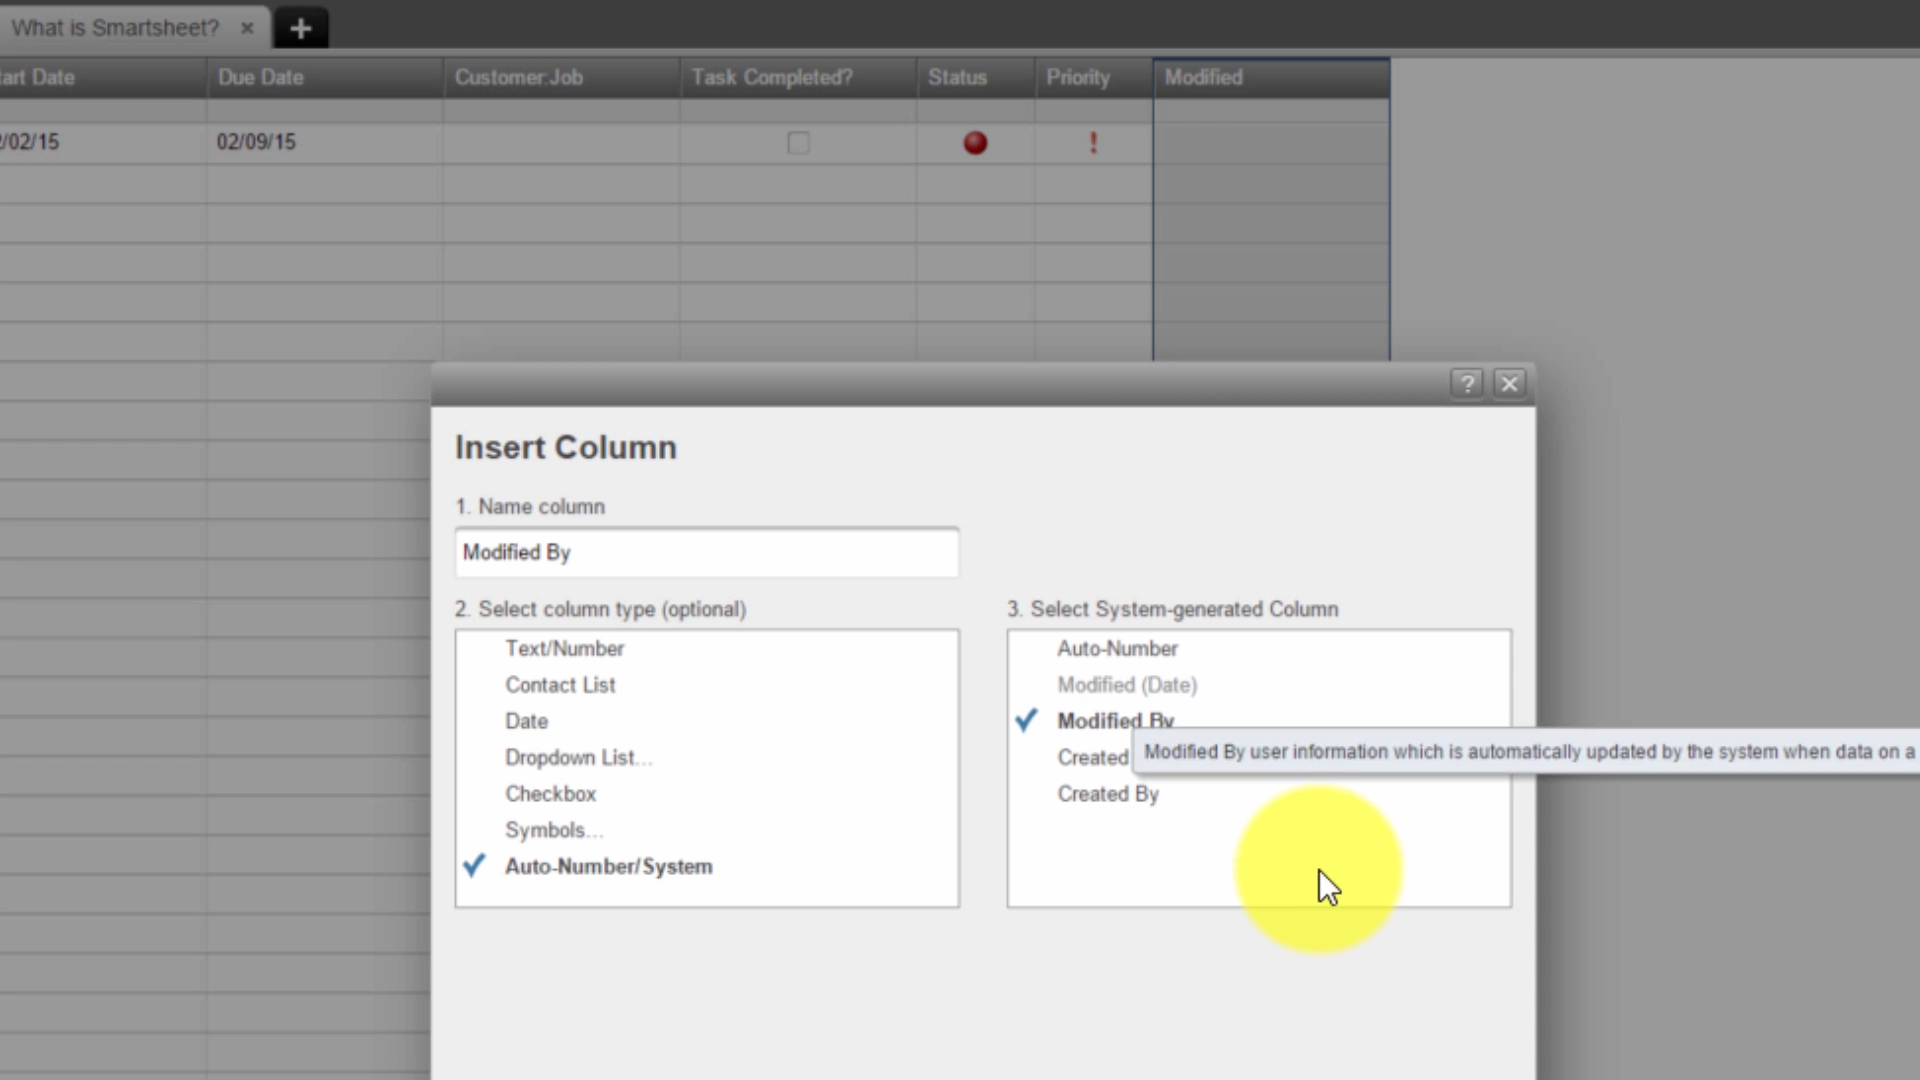 What is Smartsheet? × +
art Date Due Date Customer:Job Task Completed? Status Priority Modified
/02/15 02/09/15 !
? ×
Insert Column
1. Name column
Modified By
2. Select column type (optional)
Text/Number
Contact List
Date
Dropdown List...
Checkbox
Symbols...
Auto-Number/System
3. Select System-generated Column
Auto-Number
Modified (Date)
Modified By
Modified By user information which is automatically updated by the system when data on a
Created
Created By